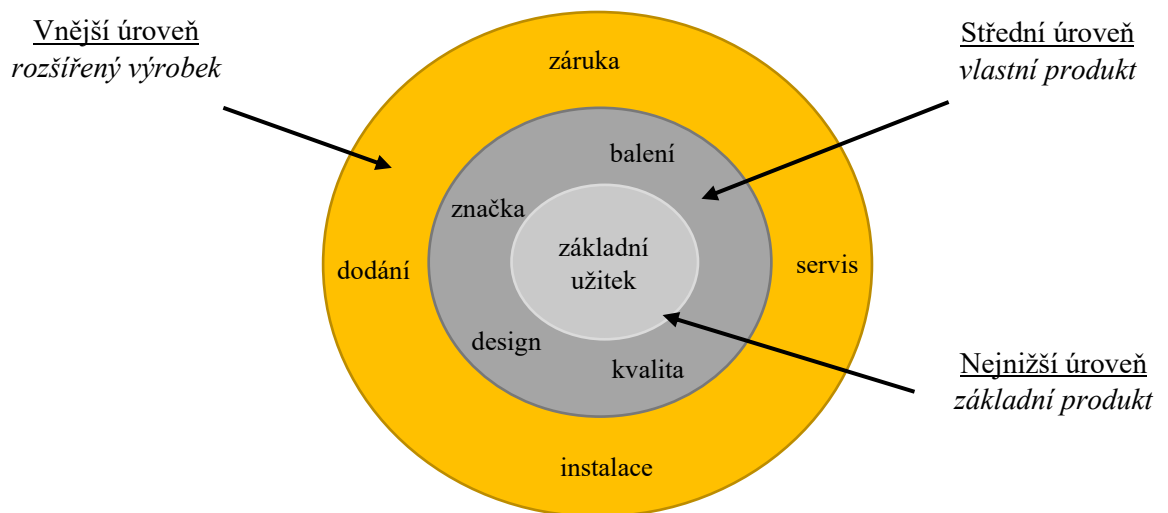 Vnější úroveň
rozšířený výrobek
Střední úroveň
vlastní produkt
záruka
balení
značka
základní
užitek
dodání
servis
design
kvalita
Nejnižší úroveň
základní produkt
instalace